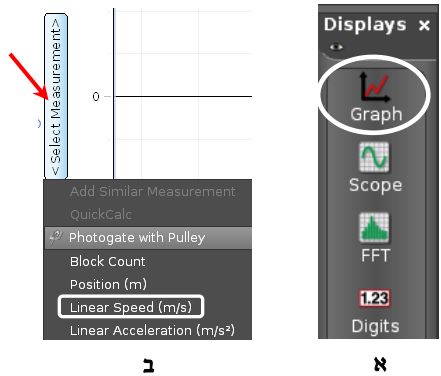 <Select Measurement>
0
Add Similar Measurement
QuickCalc
Photogate with Pulley
Block Count
Position (m)
Linear Speed (m/s)
Linear Acceleration (m/s²)
ב
Displays ×
Graph
Scope
FFT
1.23
Digits
א